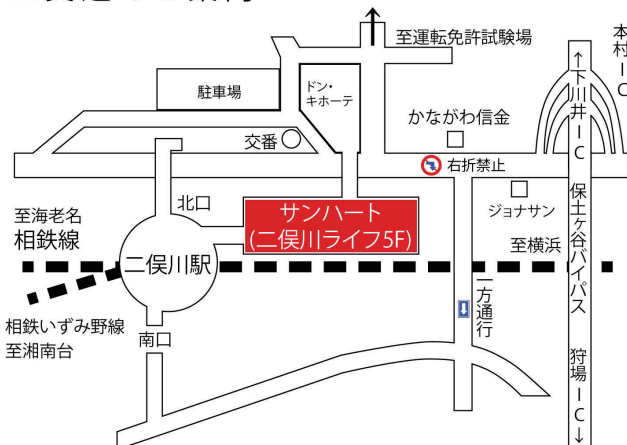 至運転免許試験場
本村IC
↑下川井IC
駐車場
ドン・
キホーテ
かながわ信金
交番
右折禁止
北口
サンハート
(二俣川ライフ5F)
ジョナサン
保土ヶ谷バイパス
至海老名
相鉄線
至横浜
二俣川駅
一方通行
相鉄いずみ野線
至湘南台
南口
狩場IC↓